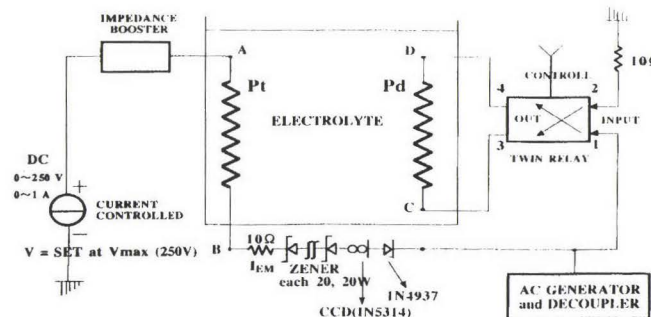 IMPEDANCE
BOOSTER
A
D
Pt
Pd
ELECTROLYTE
CONTROLL
4
2
OUT
INPUT
3
1
TWIN RELAY
DC
0~250 V
0~1 A
+
CURRENT
CONTROLLED
−
V = SET at Vmax (250V)
C
B
10Ω
IEM
ZENER
each 20, 20W
1N4937
CCD(IN5314)
AC GENERATOR
and DECOUPLER